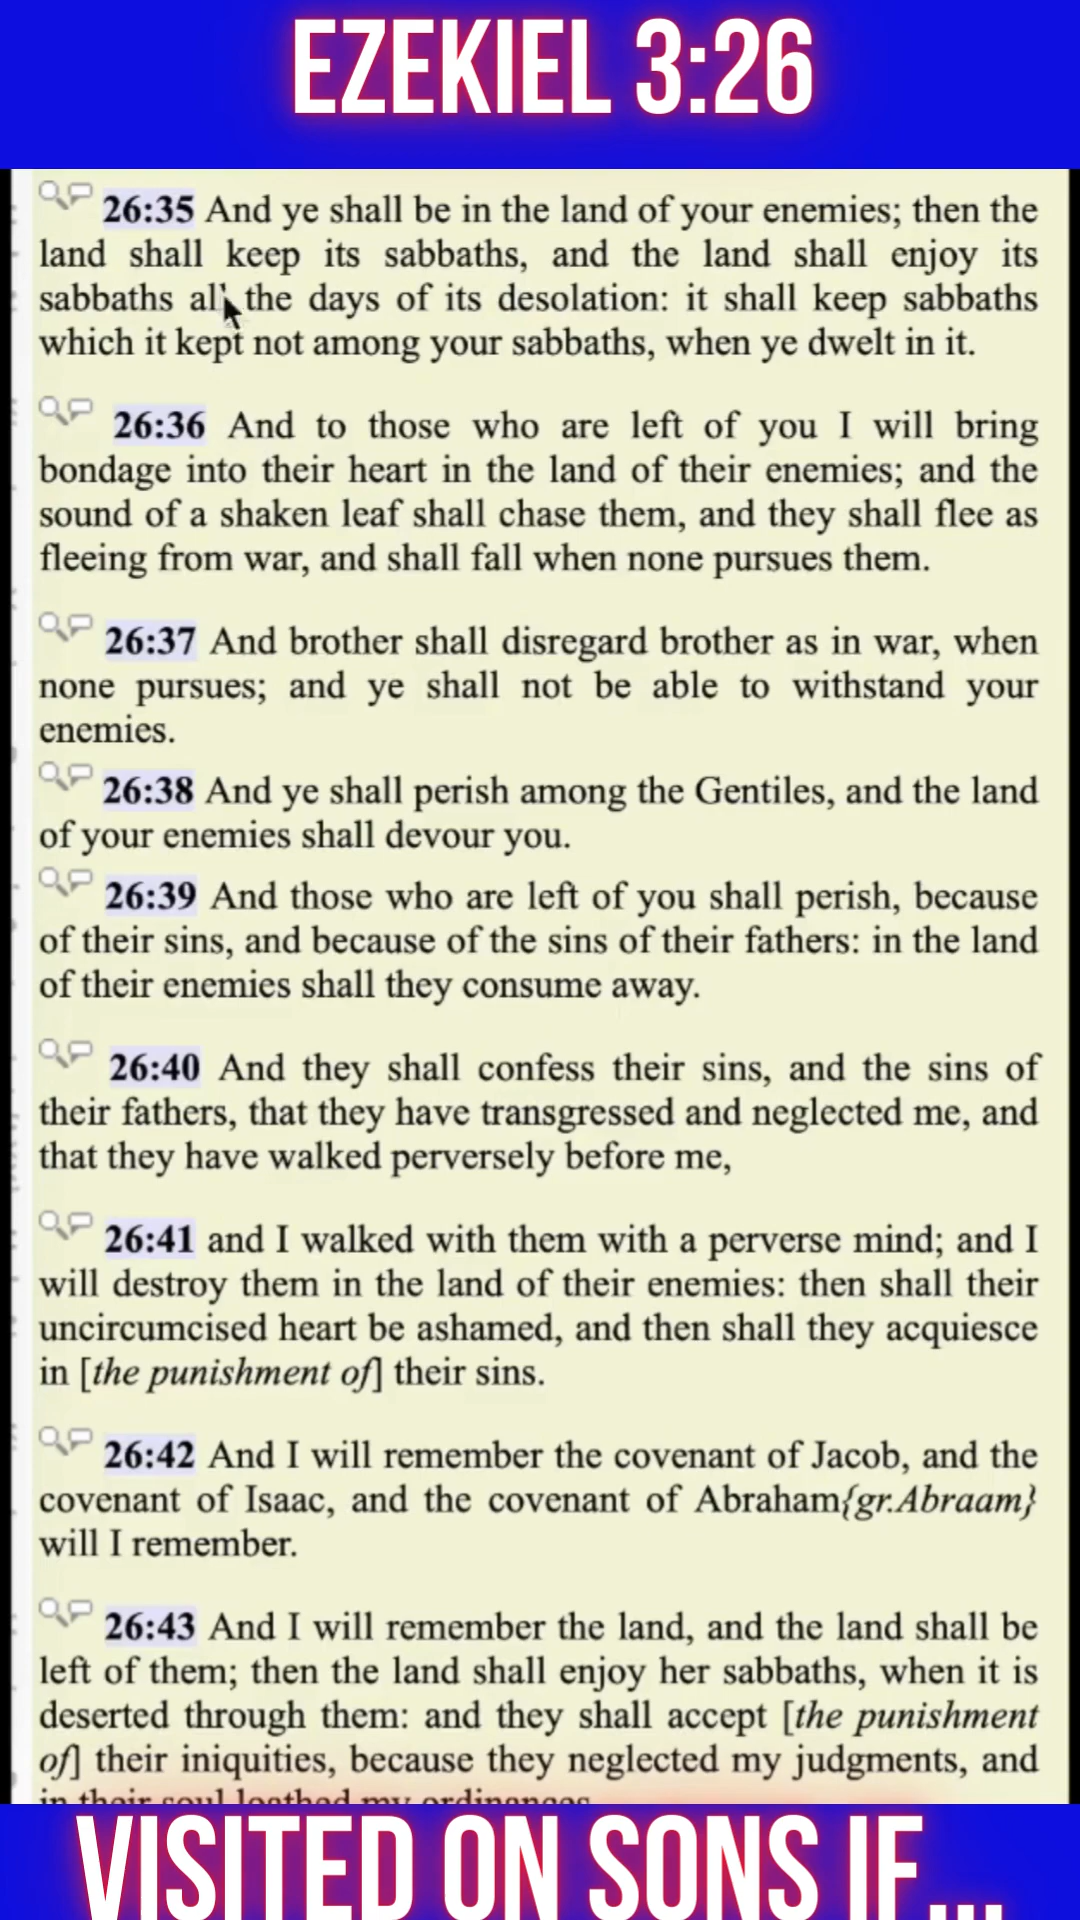 EZEKIEL 3:26
26:35 And ye shall be in the land of your enemies; then the
land shall keep its sabbaths, and the land shall enjoy its
sabbaths all the days of its desolation: it shall keep sabbaths
which it kept not among your sabbaths, when ye dwelt in it.
26:36 And to those who are left of you I will bring
bondage into their heart in the land of their enemies; and the
sound of a shaken leaf shall chase them, and they shall flee as
fleeing from war, and shall fall when none pursues them.
26:37 And brother shall disregard brother as in war, when
none pursues; and ye shall not be able to withstand your
enemies.
26:38 And ye shall perish among the Gentiles, and the land
of your enemies shall devour you.
26:39 And those who are left of you shall perish, because
of their sins, and because of the sins of their fathers: in the land
of their enemies shall they consume away.
26:40 And they shall confess their sins, and the sins of
their fathers, that they have transgressed and neglected me, and
that they have walked perversely before me,
26:41 and I walked with them with a perverse mind; and I
will destroy them in the land of their enemies: then shall their
uncircumcised heart be ashamed, and then shall they acquiesce
in [the punishment of] their sins.
26:42 And I will remember the covenant of Jacob, and the
covenant of Isaac, and the covenant of Abraham{gr.Abraam}
will I remember.
26:43 And I will remember the land, and the land shall be
left of them; then the land shall enjoy her sabbaths, when it is
deserted through them: and they shall accept [the punishment
of] their iniquities, because they neglected my judgments, and
in their soul loathed my ordinances
VISITED ON SONS IF...